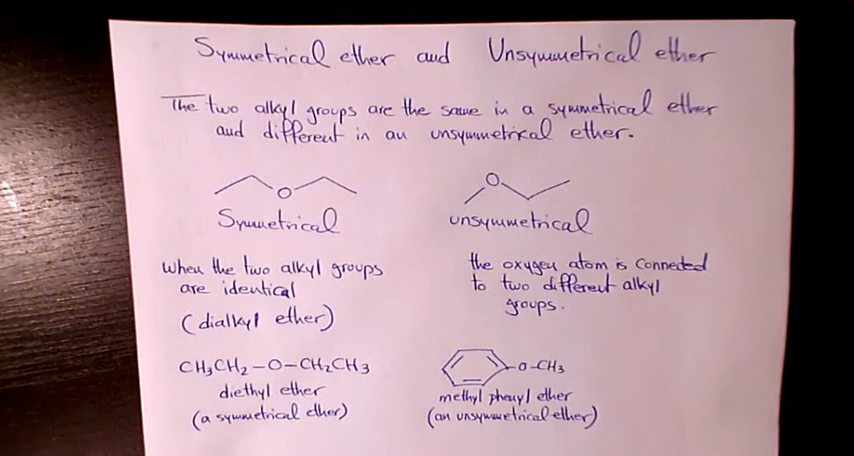 Symmetrical ether and Unsymmetrical ether
The two alkyl groups are the same in a symmetrical ether
and different in an unsymmetrical ether.
O
Symmetrical
O
unsymmetrical
when the two alkyl groups
are identical
(dialkyl ether)
the oxygen atom is connected
to two different alkyl
groups.
CH3CH2-O-CH2CH3
diethyl ether
(a symmetrical ether)
-O-CH3
methyl phenyl ether
(an unsymmetrical ether)